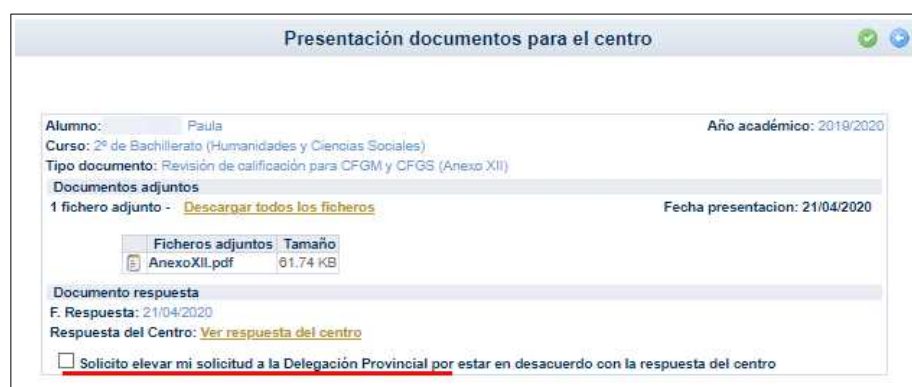 Presentación documentos para el centro
Alumno: Paula Año académico: 2019/2020
Curso: 2º de Bachillerato (Humanidades y Ciencias Sociales)
Tipo documento: Revisión de calificación para CFGM y CFGS (Anexo XII)
Documentos adjuntos
1 fichero adjunto - Descargar todos los ficheros Fecha presentacion: 21/04/2020
Ficheros adjuntos Tamaño
AnexoXII.pdf 61.74 KB
Documento respuesta
F. Respuesta: 21/04/2020
Respuesta del Centro: Ver respuesta del centro
Solicito elevar mi solicitud a la Delegación Provincial por estar en desacuerdo con la respuesta del centro